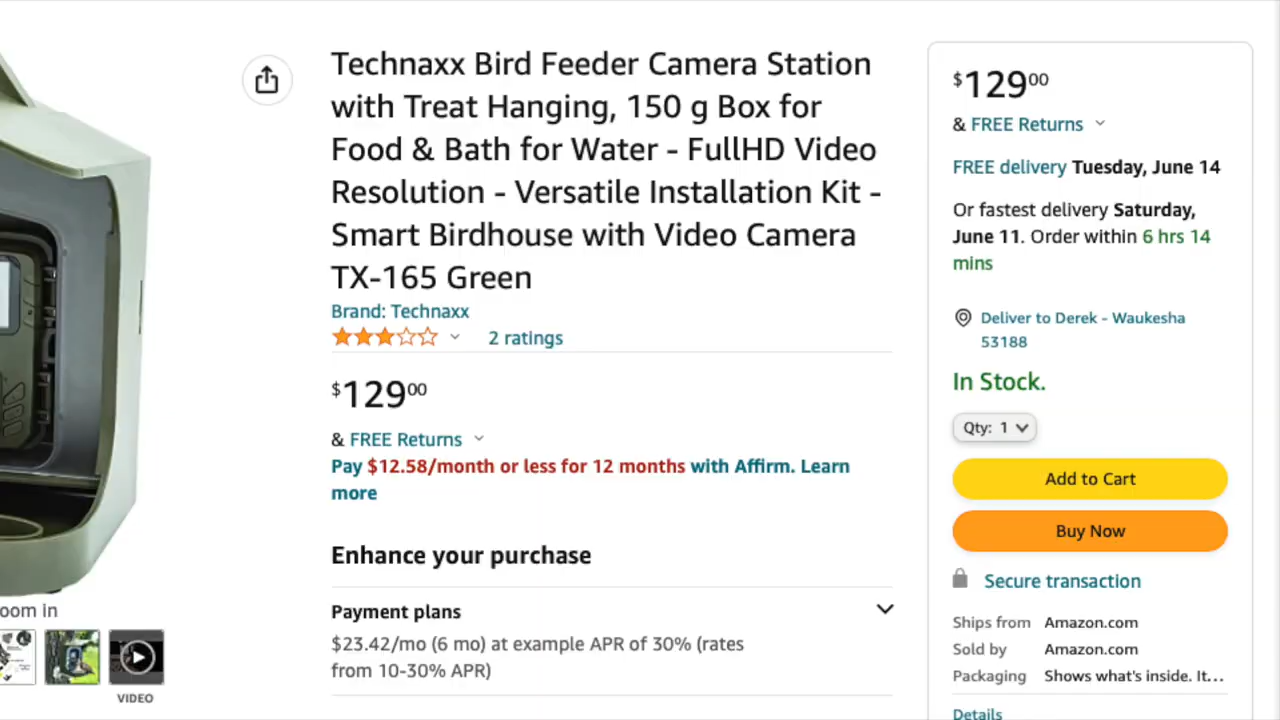 Technaxx Bird Feeder Camera Station
with Treat Hanging, 150 g Box for
Food & Bath for Water - FullHD Video
Resolution - Versatile Installation Kit -
Smart Birdhouse with Video Camera
TX-165 Green
Brand: Technaxx
2 ratings
$12900
& FREE Returns
Pay $12.58/month or less for 12 months with Affirm. Learn
more
Enhance your purchase
Payment plans
$23.42/mo (6 mo) at example APR of 30% (rates
from 10-30% APR)
oom in
VIDEO
$12900
& FREE Returns
FREE delivery Tuesday, June 14
Or fastest delivery Saturday,
June 11. Order within 6 hrs 14
mins
Deliver to Derek - Waukesha
53188
In Stock.
Qty: 1
Add to Cart
Buy Now
Secure transaction
Ships from Amazon.com
Sold by Amazon.com
Packaging Shows what's inside. It...
Details